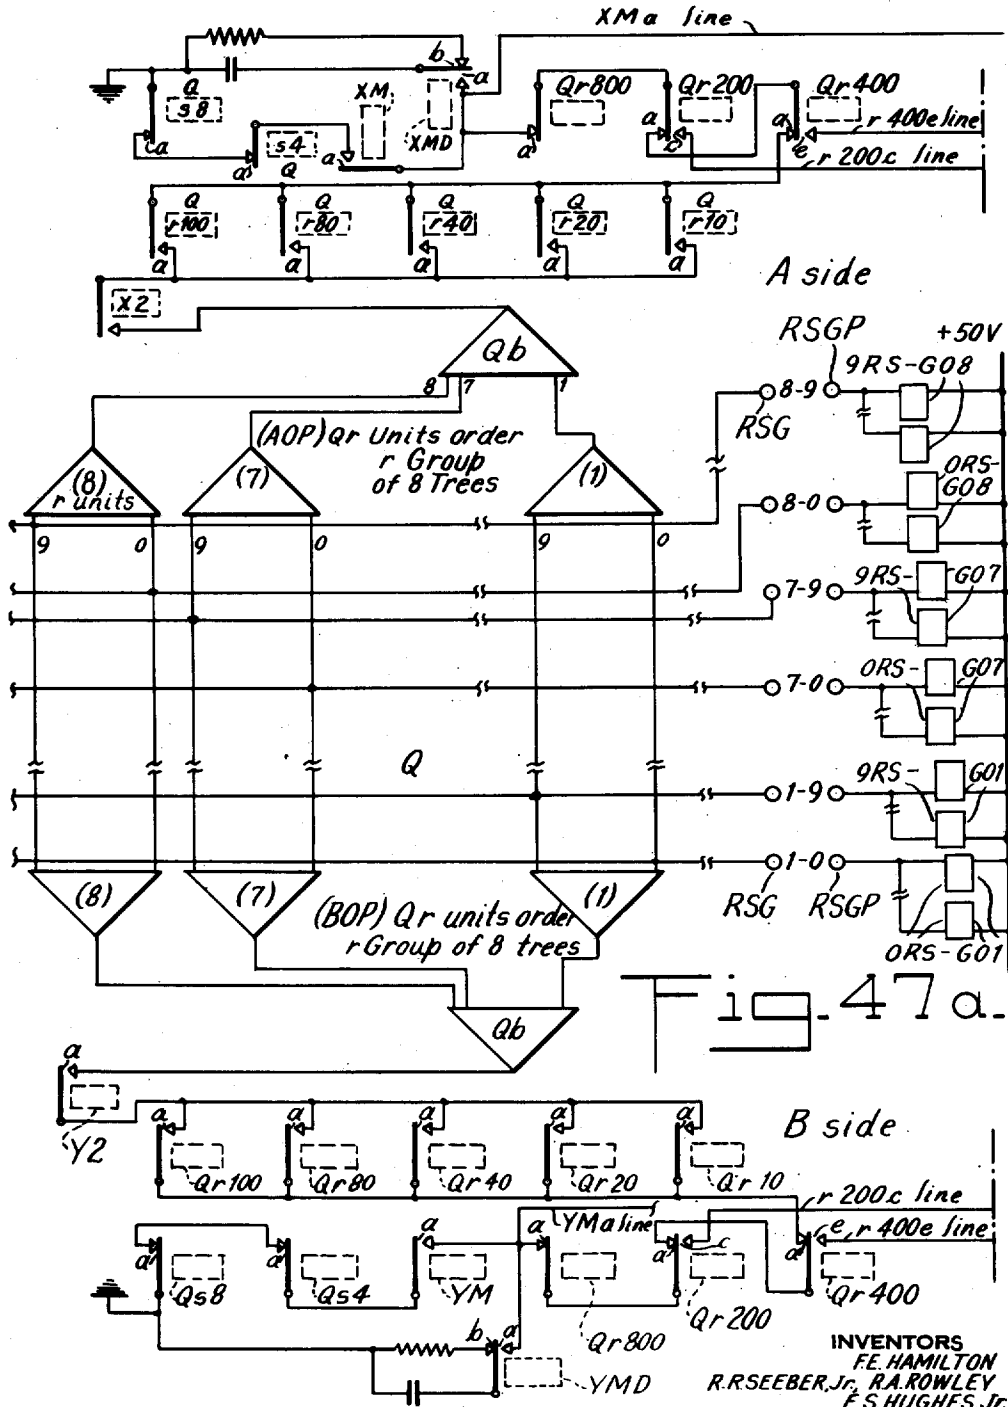 XMa line
b
a
Q
s8
a
s4
Q
a
XM
a
XMD
Qr800
a
Qr200
a
c
Qr400
a
e
r 400e line
r 200c line
Q
r100
a
Q
r80
a
Q
r40
a
Q
r20
a
Q
r10
a
A side
X2
Qb
8 7 1
RSGP
+50V
9RS-G08
8-9
RSG
(AOP) Qr Units order
r Group
of 8 Trees
(8)
r units
(7)
(1)
9 0 9 0 9 0
8-0
ORS-
G08
7-9
9RS-
G07
7-0
ORS-
G07
Q
1-9
9RS-
G01
1-0
RSG
RSGP
ORS-G01
(8)
(7)
(1)
(BOP) Qr units order
r Group of 8 trees
Fig. 47a.
Qb
a
Y2
B side
a a a a a
Qr100
Qr80
Qr40
Qr20
Qr10
r 200c line
YMa line
e, r 400e line
a
Qs8
a
Qs4
a
YM
a
Qr800
a
c
Qr200
a
Qr400
b
a
YMD
INVENTORS
F.E. HAMILTON
R.R. SEEBER, Jr., R.A. ROWLEY
E.S. HUGHES, Jr.